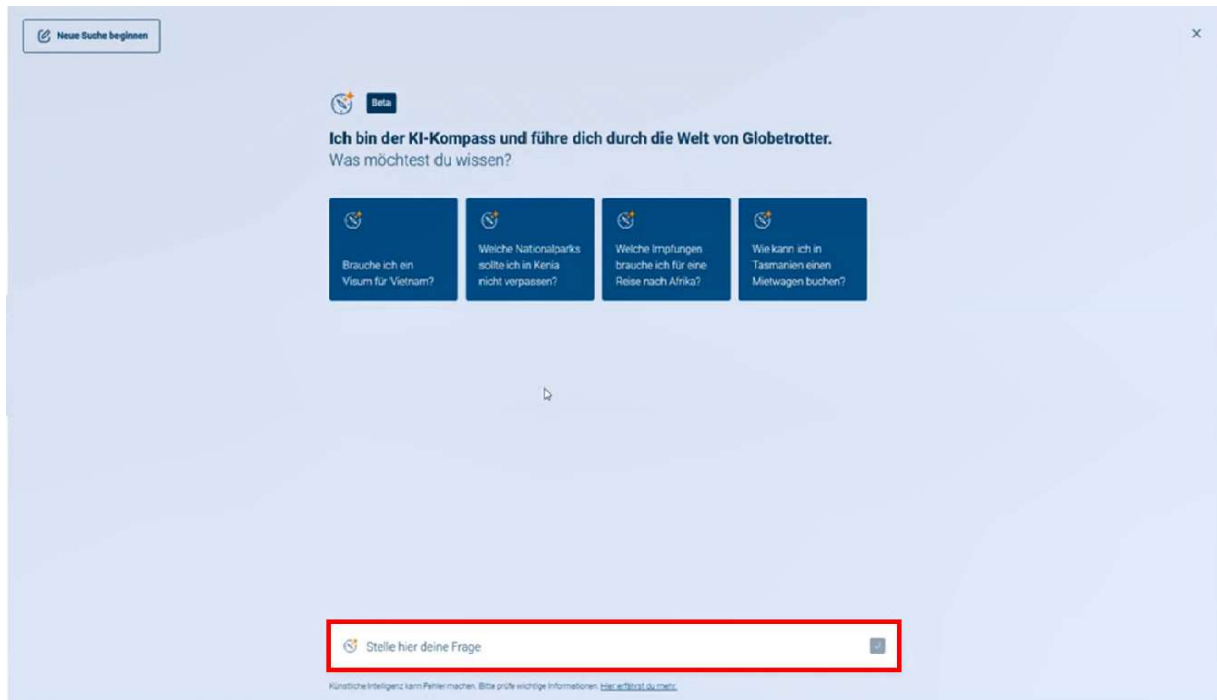 Neue Suche beginnen
Beta
Ich bin der KI-Kompass und führe dich durch die Welt von Globetrotter.
Was möchtest du wissen?
Brauche ich ein
Visum für Vietnam?
Welche Nationalparks
sollte ich in Kenia
nicht verpassen?
Welche Impfungen
brauche ich für eine
Reise nach Afrika?
Wie kann ich in
Tasmanien einen
Mietwagen buchen?
Stelle hier deine Frage
Künstliche Intelligenz kann Fehler machen. Bitte prüfe wichtige Informationen. Hier erfährst du mehr.